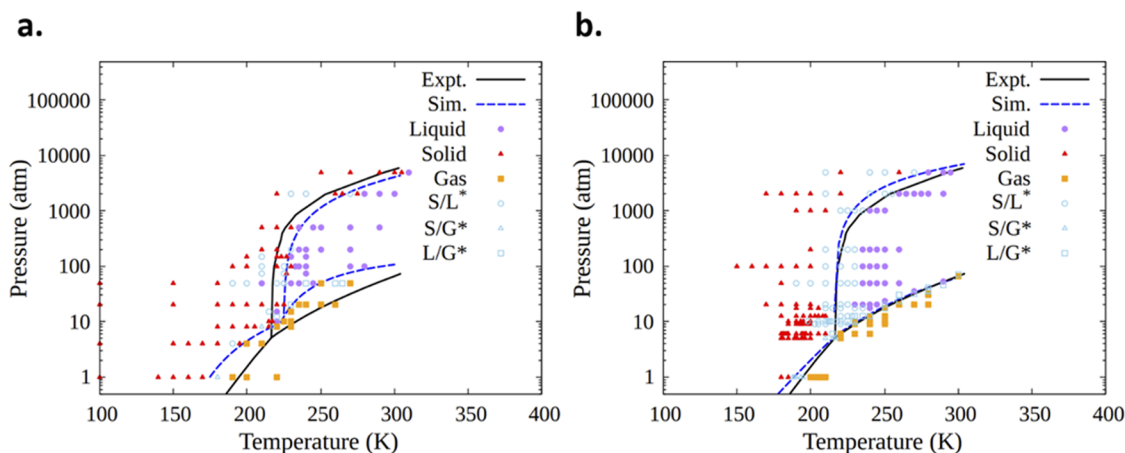 a.
Pressure (atm)
100000
10000
1000
100
10
1
100 150 200 250 300 350 400
Temperature (K)
Expt.
Sim.
Liquid
Solid
Gas
S/L*
S/G*
L/G*
b.
Pressure (atm)
100000
10000
1000
100
10
1
100 150 200 250 300 350 400
Temperature (K)
Expt.
Sim.
Liquid
Solid
Gas
S/L*
S/G*
L/G*